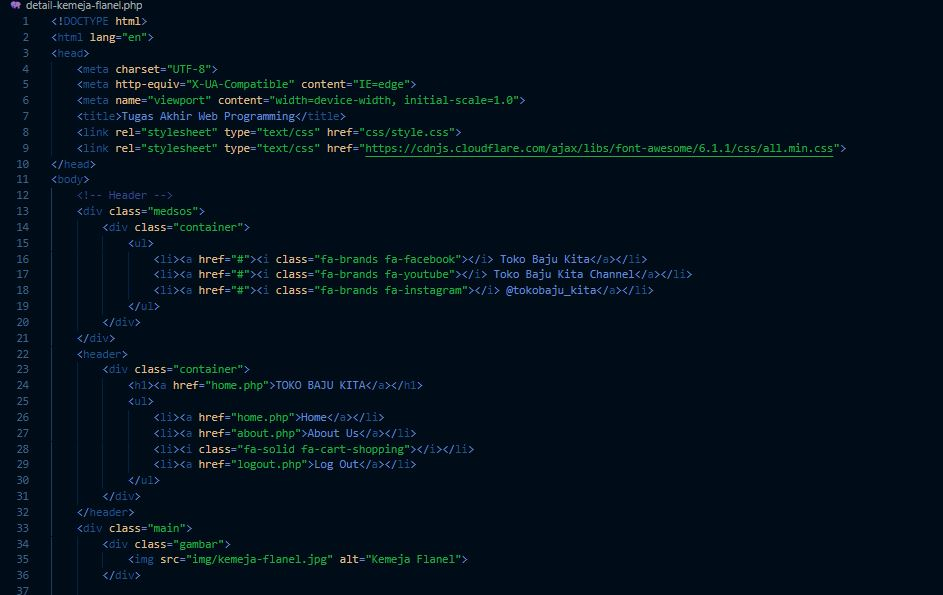 detail-kemeja-flanel.php
1 <!DOCTYPE html>
2 <html lang="en">
3 <head>
4 <meta charset="UTF-8">
5 <meta http-equiv="X-UA-Compatible" content="IE=edge">
6 <meta name="viewport" content="width=device-width, initial-scale=1.0">
7 <title>Tugas Akhir Web Programming</title>
8 <link rel="stylesheet" type="text/css" href="css/style.css">
9 <link rel="stylesheet" type="text/css" href="https://cdnjs.cloudflare.com/ajax/libs/font-awesome/6.1.1/css/all.min.css">
10 </head>
11 <body>
12 <!-- Header -->
13 <div class="medsos">
14 <div class="container">
15 <ul>
16 <li><a href="#"><i class="fa-brands fa-facebook"></i> Toko Baju Kita</a></li>
17 <li><a href="#"><i class="fa-brands fa-youtube"></i> Toko Baju Kita Channel</a></li>
18 <li><a href="#"><i class="fa-brands fa-instagram"></i> @tokobaju_kita</a></li>
19 </ul>
20 </div>
21 </div>
22 <header>
23 <div class="container">
24 <h1><a href="home.php">TOKO BAJU KITA</a></h1>
25 <ul>
26 <li><a href="home.php">Home</a></li>
27 <li><a href="about.php">About Us</a></li>
28 <li><i class="fa-solid fa-cart-shopping"></i></li>
29 <li><a href="logout.php">Log Out</a></li>
30 </ul>
31 </div>
32 </header>
33 <div class="main">
34 <div class="gambar">
35 <img src="img/kemeja-flanel.jpg" alt="Kemeja Flanel">
36 </div>
37